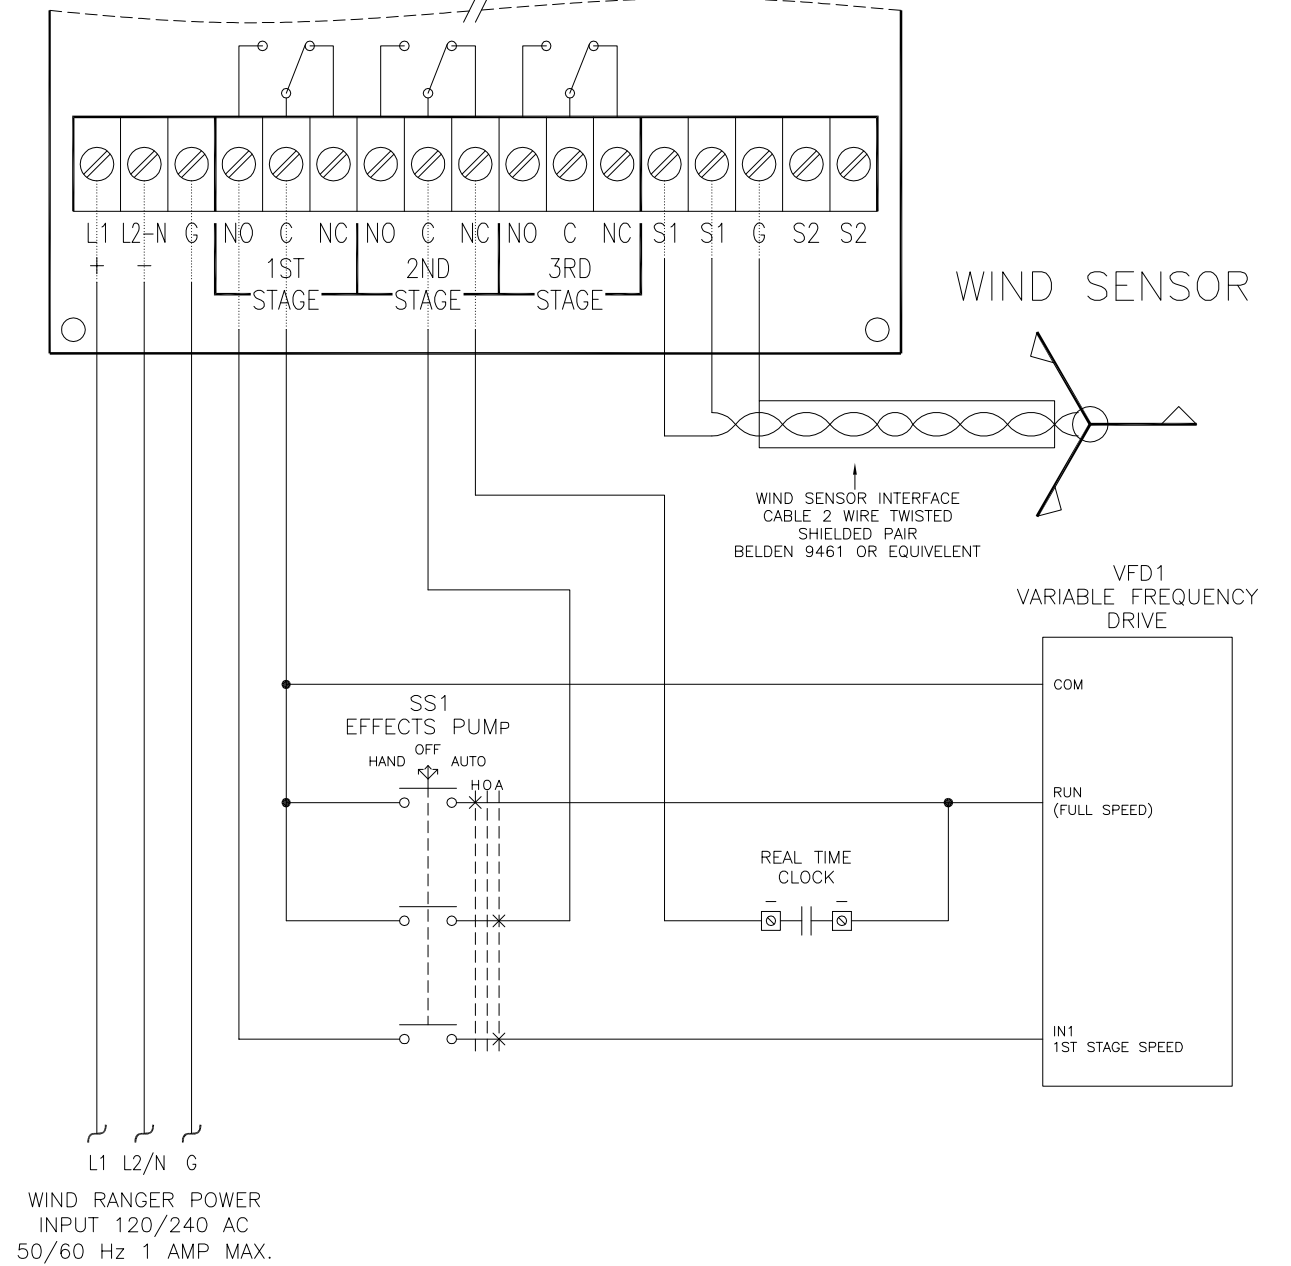 L1 L2-N G NO C NC NO C NC NO C NC S1 S1 G S2 S2
+ − 1ST 2ND 3RD
STAGE STAGE STAGE
WIND SENSOR
WIND SENSOR INTERFACE
CABLE 2 WIRE TWISTED
SHIELDED PAIR
BELDEN 9461 OR EQUIVELENT
VFD1
VARIABLE FREQUENCY
DRIVE
COM
SS1
EFFECTS PUMP
OFF
HAND AUTO
H O A
RUN
(FULL SPEED)
REAL TIME
CLOCK
IN1
1ST STAGE SPEED
L1 L2/N G
WIND RANGER POWER
INPUT 120/240 AC
50/60 Hz 1 AMP MAX.